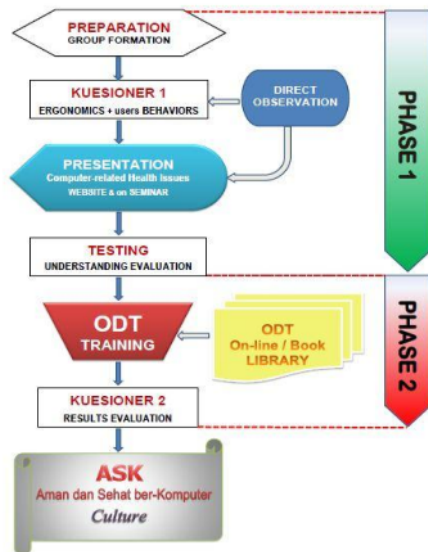 PREPARATION
GROUP FORMATION
KUESIONER 1
ERGONOMICS + users BEHAVIORS
DIRECT
OBSERVATION
PRESENTATION
Computer-related Health Issues
WEBSITE & on SEMINAR
TESTING
UNDERSTANDING EVALUATION
PHASE 1
ODT
TRAINING
ODT
On-line / Book
LIBRARY
KUESIONER 2
RESULTS EVALUATION
PHASE 2
ASK
Aman dan Sehat ber-Komputer
Culture